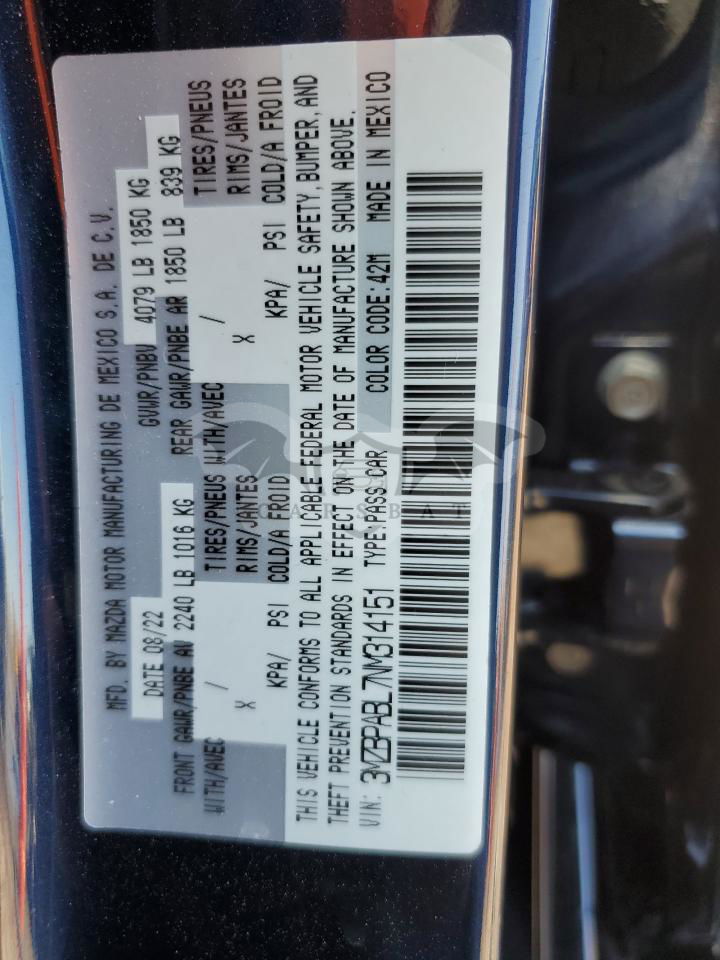 MFD. BY MAZDA MOTOR MANUFACTURING DE MEXICO S.A. DE C.V.
DATE 08/22 GVWR/PNBV 4079 LB 1850 KG
FRONT GAWR/PNBE AV 2240 LB 1016 KG REAR GAWR/PNBE AR 1850 LB 839 KG
WITH/AVEC / TIRES/PNEUS WITH/AVEC / TIRES/PNEUS
X RIMS/JANTES X RIMS/JANTES
KPA/ PSI COLD/A FROID KPA/ PSI COLD/A FROID
THIS VEHICLE CONFORMS TO ALL APPLICABLE FEDERAL MOTOR VEHICLE SAFETY, BUMPER, AND
THEFT PREVENTION STANDARDS IN EFFECT ON THE DATE OF MANUFACTURE SHOWN ABOVE.
VIN: 3MZBPABL7NM314151 TYPE:PASS CAR COLOR CODE:42M MADE IN MEXICO
CARSBAT